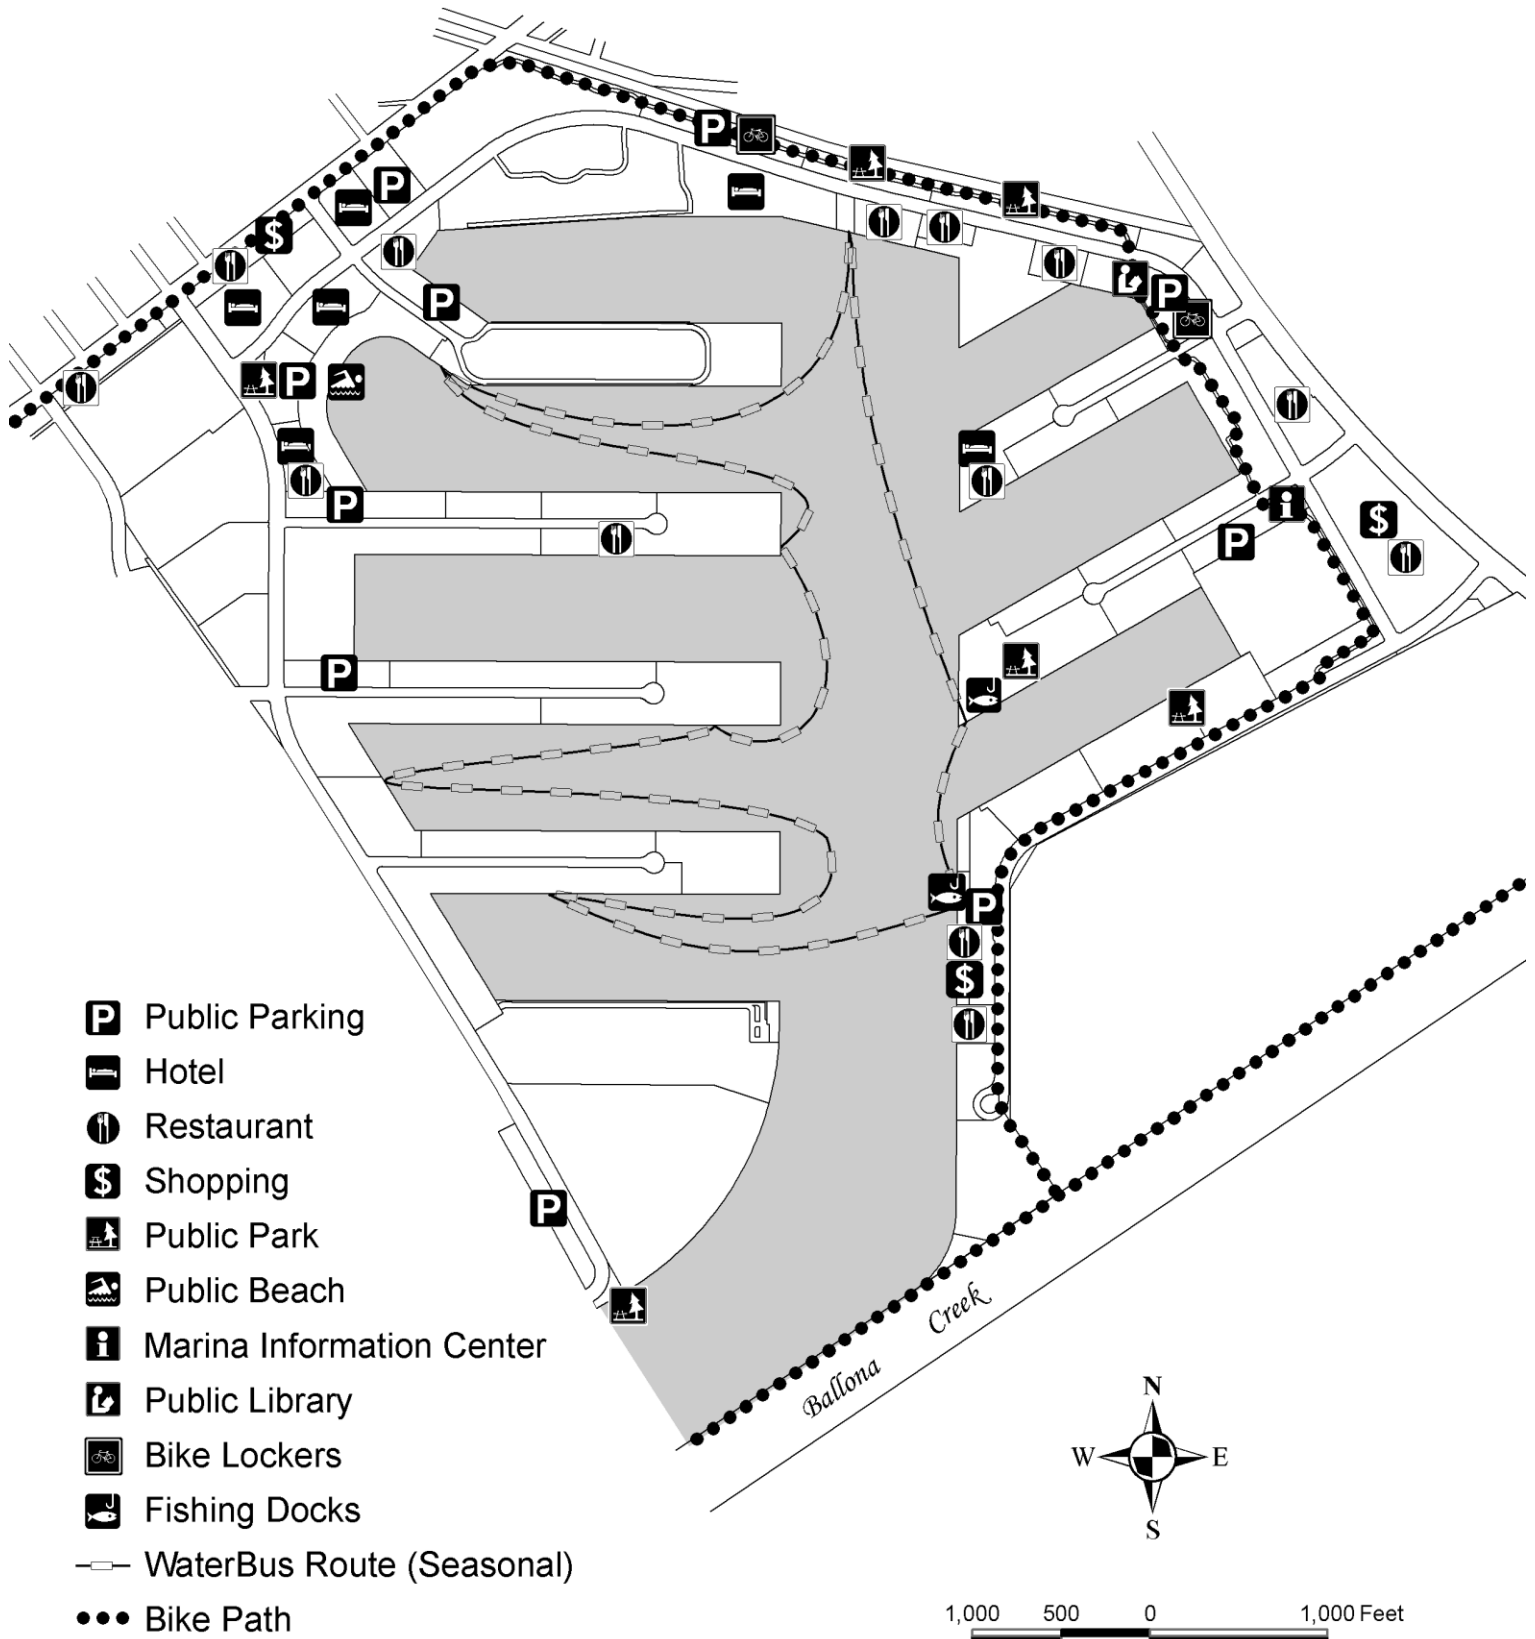 P
P
$
P
P
P
P
i
$
P
P
P
P
$
P Public Parking
Hotel
Restaurant
$ Shopping
Public Park
Public Beach
i Marina Information Center
Public Library
Bike Lockers
Fishing Docks
WaterBus Route (Seasonal)
Bike Path
Ballona Creek
N
W E
S
1,000 500 0 1,000 Feet